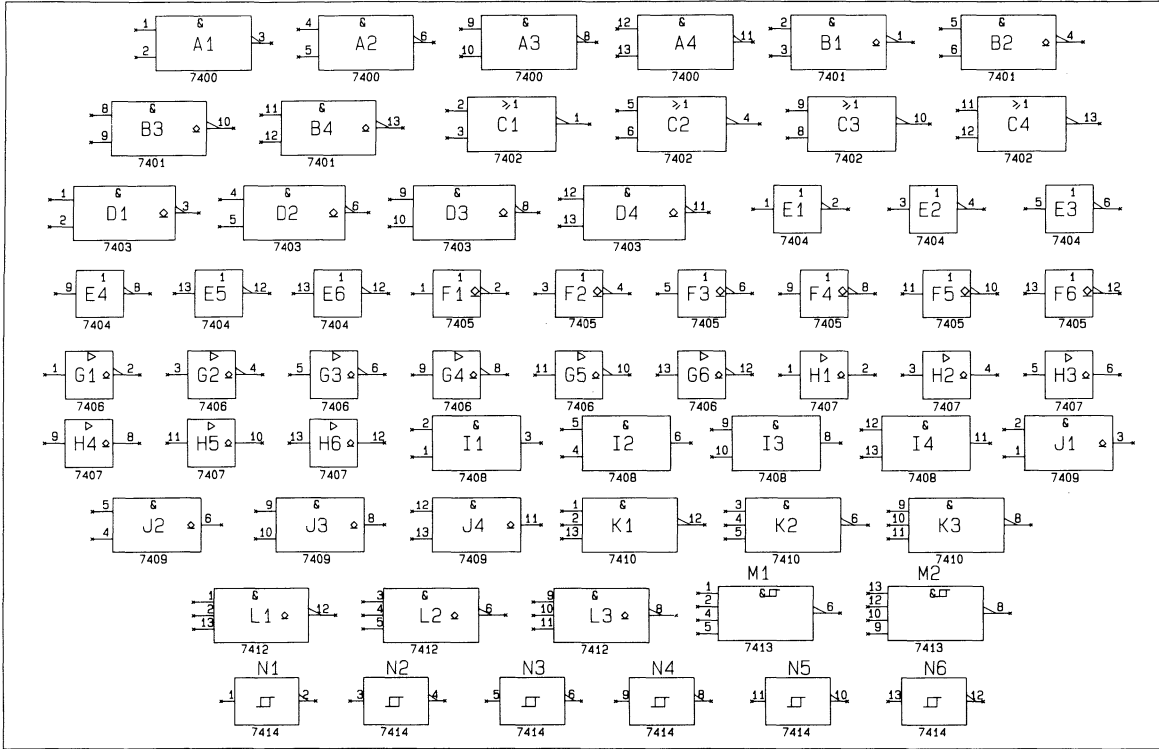 1 & 3 4 & 6 9 & 8 12 & 11 2 & 1 5 & 4
A1 A2 A3 A4 B1 B2
2 5 10 13 3 6
7400 7400 7400 7400 7401 7401
8 & 10 11 & 13 2 ≥1 1 5 ≥1 4 9 ≥1 10 11 ≥1 13
B3 B4 C1 C2 C3 C4
9 12 3 6 8 12
7401 7401 7402 7402 7402 7402
1 & 3 4 & 6 9 & 8 12 & 11 1 1 2 3 1 4 5 1 6
D1 D2 D3 D4 E1 E2 E3
2 5 10 13
7403 7403 7403 7403 7404 7404 7404
9 1 8 13 1 12 13 1 12 1 1 2 3 1 4 5 1 6 9 1 8 11 1 10 13 1 12
E4 E5 E6 F1 F2 F3 F4 F5 F6
7404 7404 7404 7405 7405 7405 7405 7405 7405
1 G1 2 3 G2 4 5 G3 6 9 G4 8 11 G5 10 13 G6 12 1 H1 2 3 H2 4 5 H3 6
7406 7406 7406 7406 7406 7406 7407 7407 7407
9 H4 8 11 H5 10 13 H6 12 2 & 3 5 & 6 9 & 8 12 & 11 2 & 3
I1 I2 I3 I4 J1
1 4 10 13 1
7407 7407 7407 7408 7408 7408 7408 7409
5 & 6 9 & 8 12 & 11 1 & 12 3 & 6 9 & 8
J2 J3 J4 2 K1 4 K2 10 K3
4 10 13 13 5 11
7409 7409 7409 7410 7410 7410
M1 M2
1 & 12 3 & 6 9 & 8 1 & 6 13 & 8
2 L1 4 L2 10 L3 2 12
13 5 11 4 10
5 9
7412 7412 7412 7413 7413
N1 N2 N3 N4 N5 N6
1 2 3 4 5 6 9 8 11 10 13 12
7414 7414 7414 7414 7414 7414